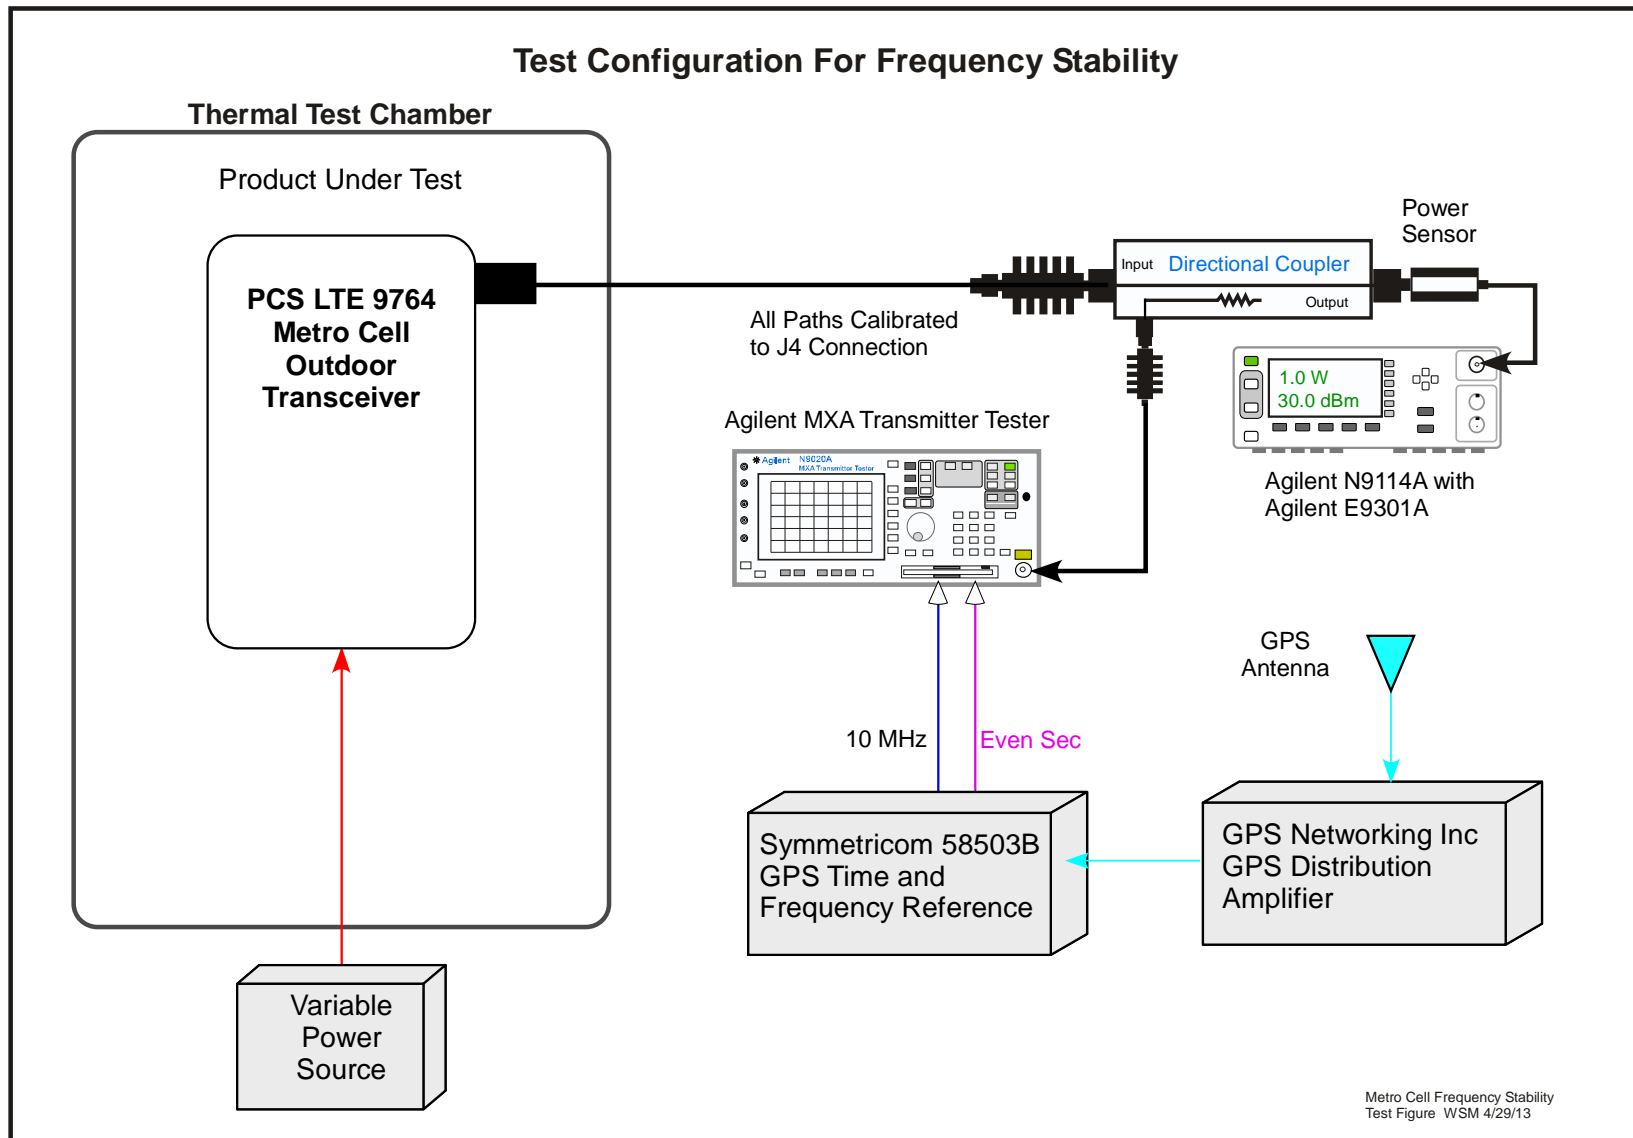 Test Configuration For Frequency Stability
Thermal Test Chamber
Product Under Test
PCS LTE 9764
Metro Cell
Outdoor
Transceiver
All Paths Calibrated
to J4 Connection
Input
Directional Coupler
Output
Power
Sensor
1.0 W
30.0 dBm
Agilent N9114A with
Agilent E9301A
Agilent MXA Transmitter Tester
Agilent N9020A
MXA Transmitter Tester
10 MHz
Even Sec
GPS
Antenna
Symmetricom 58503B
GPS Time and
Frequency Reference
GPS Networking Inc
GPS Distribution
Amplifier
Variable
Power
Source
Metro Cell Frequency Stability
Test Figure WSM 4/29/13